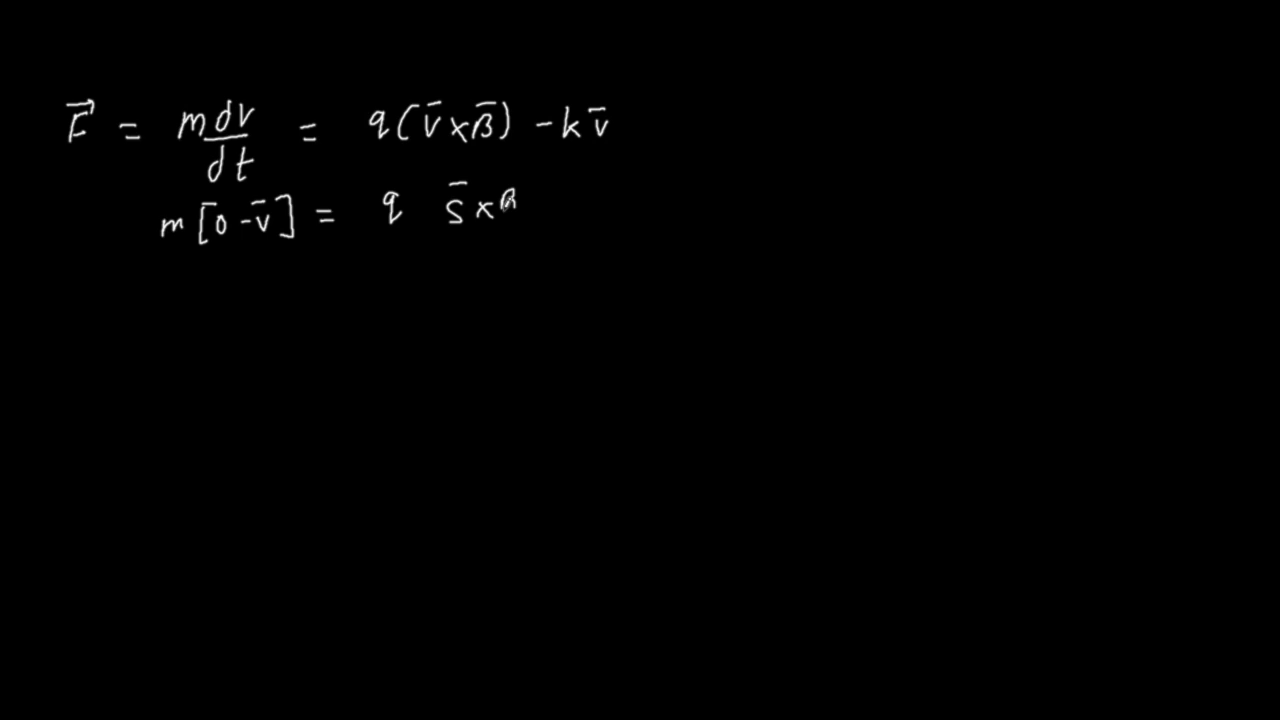 F⃗ = m dv/dt = q(v̄ × B̄) - k v̄
m[0̄ - v̄] = q s̄ × B